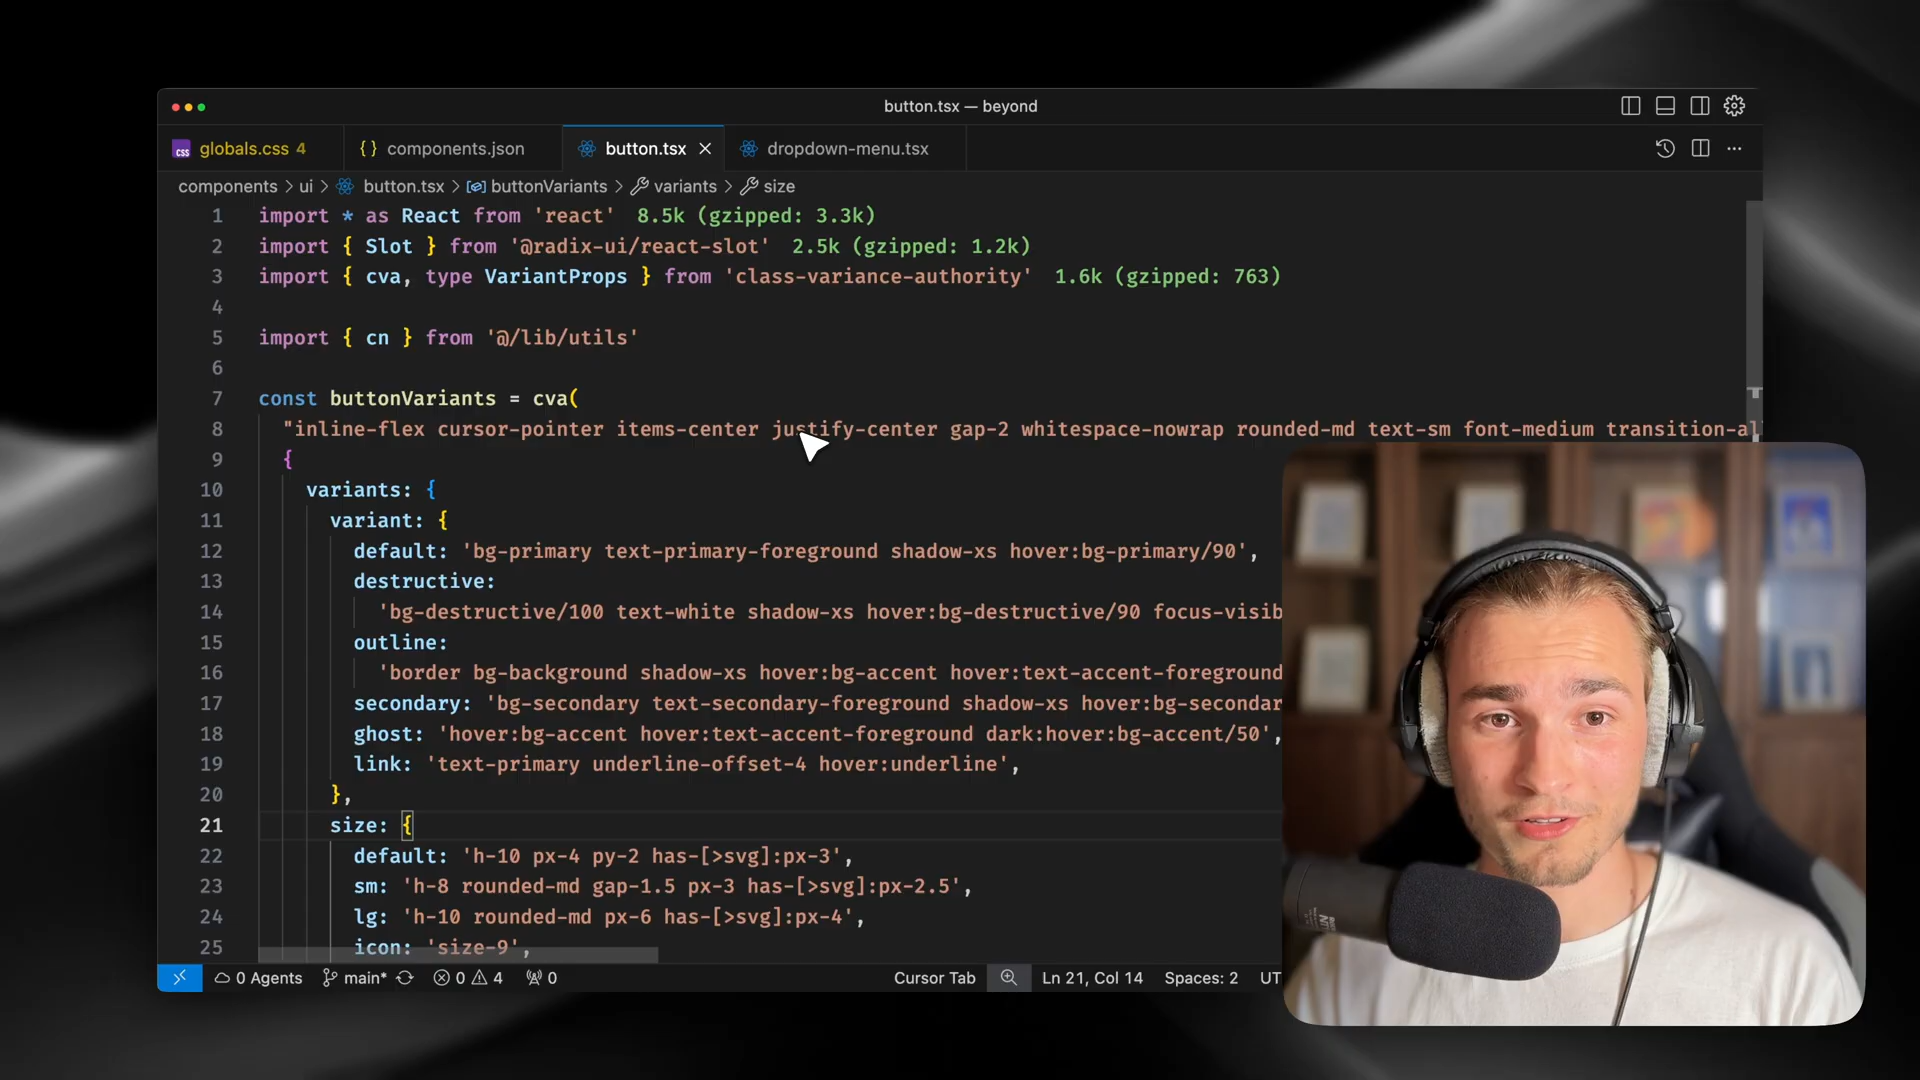 button.tsx — beyond
globals.css 4
components.json
button.tsx
dropdown-menu.tsx
components > ui > button.tsx > buttonVariants > variants > size
1 import * as React from 'react' 8.5k (gzipped: 3.3k)
2 import { Slot } from '@radix-ui/react-slot' 2.5k (gzipped: 1.2k)
3 import { cva, type VariantProps } from 'class-variance-authority' 1.6k (gzipped: 763)
4
5 import { cn } from '@/lib/utils'
6
7 const buttonVariants = cva(
8 "inline-flex cursor-pointer items-center justify-center gap-2 whitespace-nowrap rounded-md text-sm font-medium transition-al
9 {
10 variants: {
11 variant: {
12 default: 'bg-primary text-primary-foreground shadow-xs hover:bg-primary/90',
13 destructive:
14 'bg-destructive/100 text-white shadow-xs hover:bg-destructive/90 focus-visib
15 outline:
16 'border bg-background shadow-xs hover:bg-accent hover:text-accent-foreground
17 secondary: 'bg-secondary text-secondary-foreground shadow-xs hover:bg-secondar
18 ghost: 'hover:bg-accent hover:text-accent-foreground dark:hover:bg-accent/50',
19 link: 'text-primary underline-offset-4 hover:underline',
20 },
21 size: {
22 default: 'h-10 px-4 py-2 has-[>svg]:px-3',
23 sm: 'h-8 rounded-md gap-1.5 px-3 has-[>svg]:px-2.5',
24 lg: 'h-10 rounded-md px-6 has-[>svg]:px-4',
25 icon: 'size-9',
0 Agents main* 0 4 0 Cursor Tab Ln 21, Col 14 Spaces: 2 UT